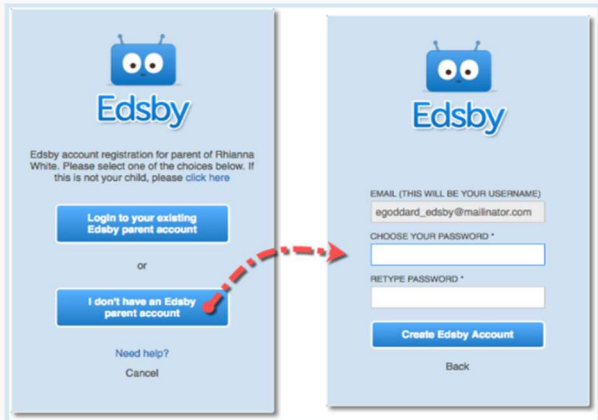 Edsby
Edsby account registration for parent of Rhianna
White. Please select one of the choices below. If
this is not your child, please click here
Login to your existing
Edsby parent account
or
I don't have an Edsby
parent account
Need help?
Cancel
Edsby
EMAIL (THIS WILL BE YOUR USERNAME)
egoddard_edsby@mailinator.com
CHOOSE YOUR PASSWORD *
RETYPE PASSWORD *
Create Edsby Account
Back